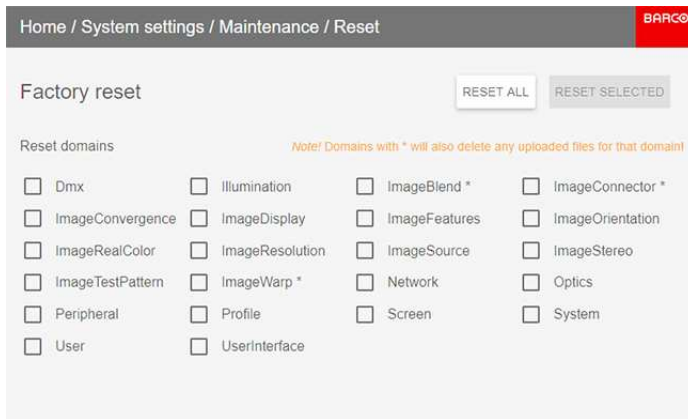 Home / System settings / Maintenance / Reset BARCO
Factory reset RESET ALL RESET SELECTED
Reset domains Note! Domains with * will also delete any uploaded files for that domain!
Dmx Illumination ImageBlend * ImageConnector *
ImageConvergence ImageDisplay ImageFeatures ImageOrientation
ImageRealColor ImageResolution ImageSource ImageStereo
ImageTestPattern ImageWarp * Network Optics
Peripheral Profile Screen System
User UserInterface